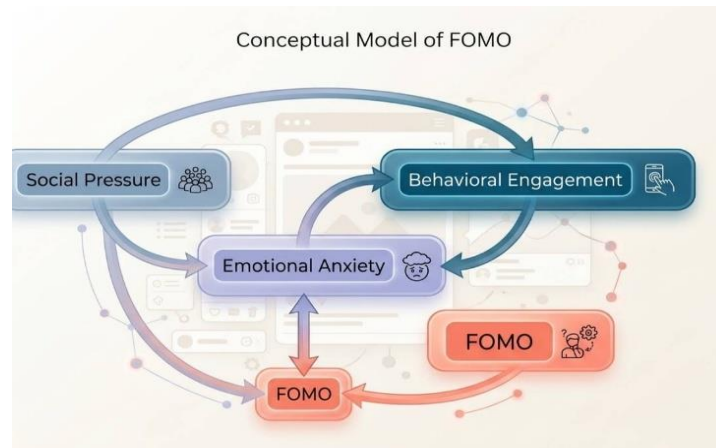 Conceptual Model of FOMO
Social Pressure
Behavioral Engagement
Emotional Anxiety
FOMO
FOMO